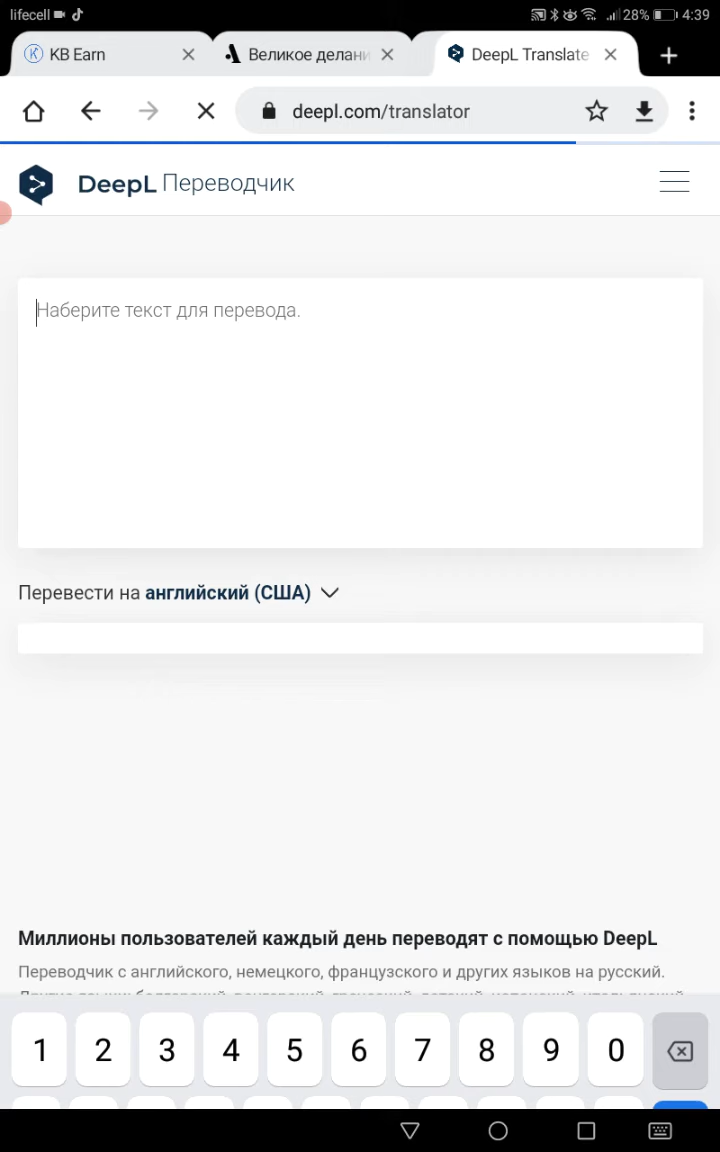 lifecell 28% 4:39
KB Earn Великое делани DeepL Translate
deepl.com/translator
DeepL Переводчик
Наберите текст для перевода.
Перевести на английский (США)
Миллионы пользователей каждый день переводят с помощью DeepL
Переводчик с английского, немецкого, французского и других языков на русский.
1 2 3 4 5 6 7 8 9 0